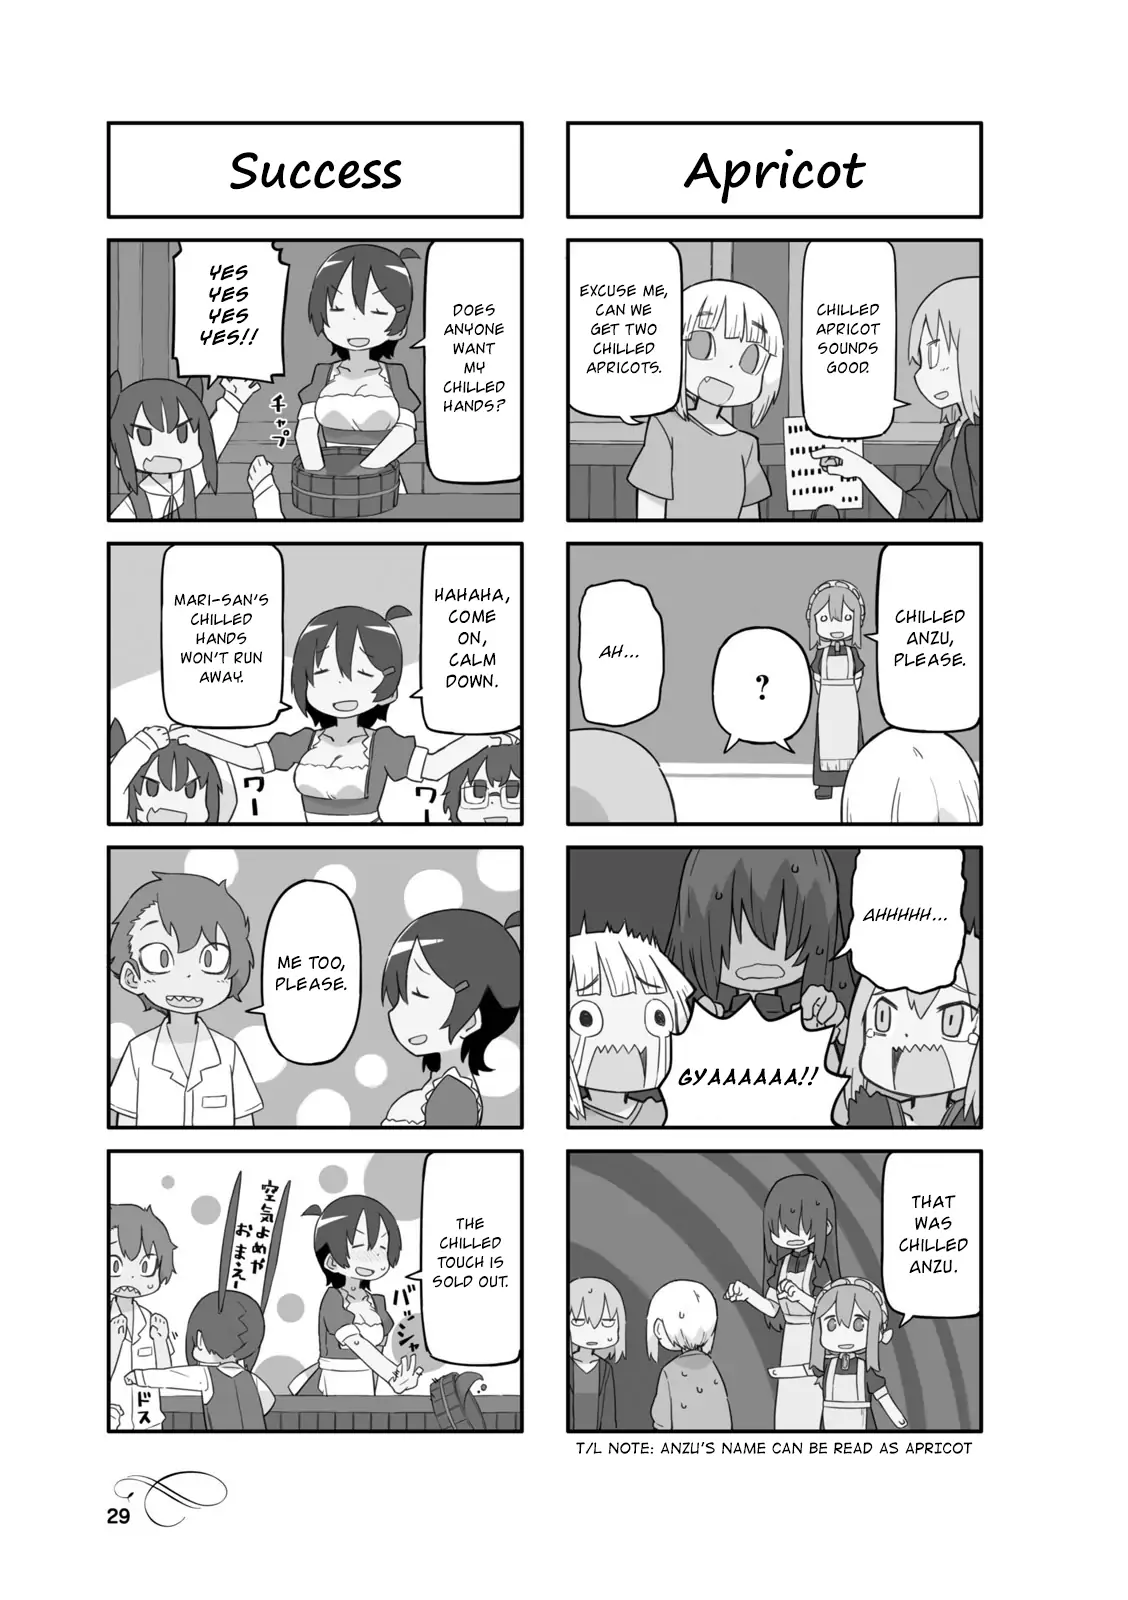 Apricot
CHILLED
APRICOT
SOUNDS
GOOD.
EXCUSE ME,
CAN WE
GET TWO
CHILLED
APRICOTS.
CHILLED
ANZU,
PLEASE.
?
AH...
AHHHHH...
GYAAAAAA!!
THAT
WAS
CHILLED
ANZU.
T/L NOTE: ANZU'S NAME CAN BE READ AS APRICOT
Success
DOES
ANYONE
WANT
MY
CHILLED
HANDS?
YES
YES
YES
YES!!
チャプ
HAHAHA,
COME
ON,
CALM
DOWN.
MARI-SAN'S
CHILLED
HANDS
WON'T RUN
AWAY.
ワー
ワー
ME TOO,
PLEASE.
THE
CHILLED
TOUCH IS
SOLD OUT.
バッシャ
空気よめや
おまえー
ドス
29